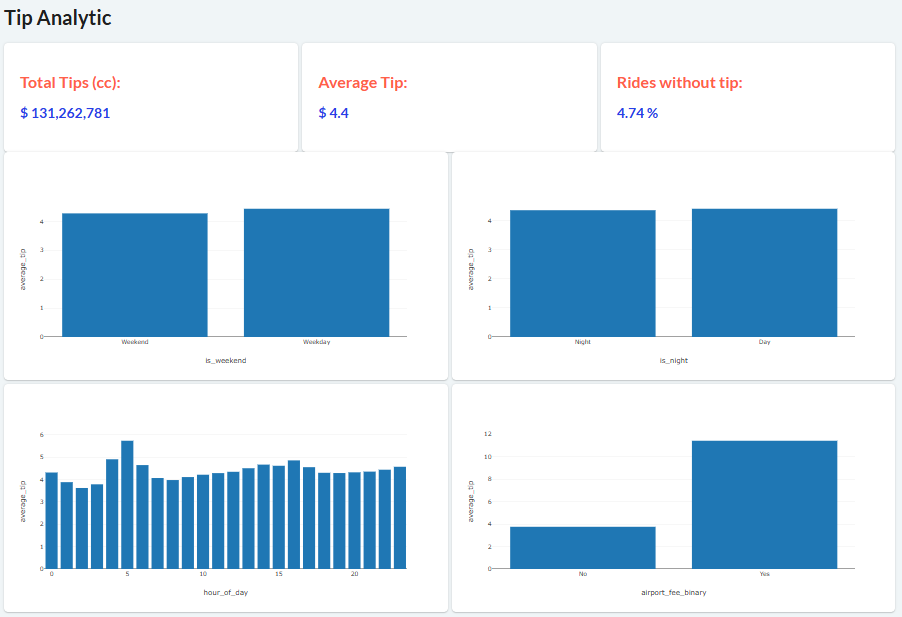 Tip Analytic
Total Tips (cc):
$ 131,262,781
Average Tip:
$ 4.4
Rides without tip:
4.74 %
4
3
2
1
0
average_tip
Weekend
Weekday
is_weekend
4
3
2
1
0
average_tip
Night
Day
is_night
6
5
4
3
2
1
0
average_tip
0
5
10
15
20
hour_of_day
12
10
8
6
4
2
0
average_tip
No
Yes
airport_fee_binary